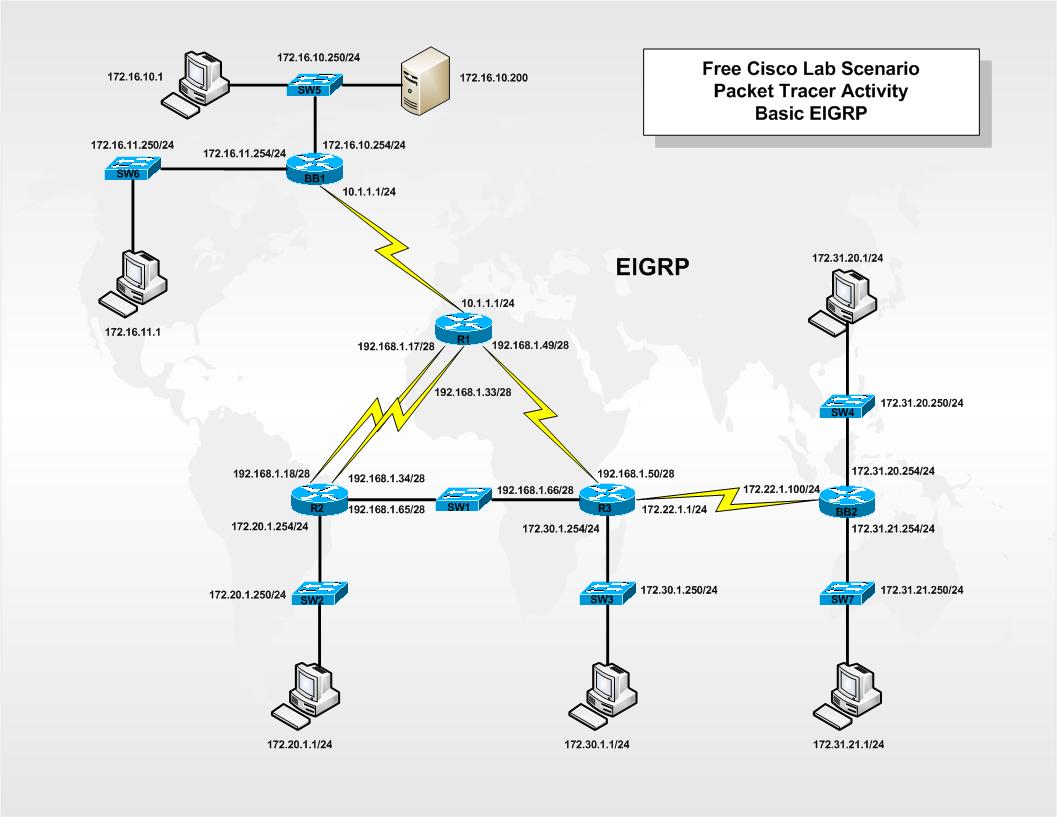 Free Cisco Lab Scenario
Packet Tracer Activity
Basic EIGRP
172.16.10.250/24
172.16.10.1
SW5
172.16.10.200
172.16.11.250/24
172.16.11.254/24
172.16.10.254/24
SW6
BB1
10.1.1.1/24
172.16.11.1
EIGRP
172.31.20.1/24
10.1.1.1/24
R1
192.168.1.17/28
192.168.1.49/28
192.168.1.33/28
SW4
172.31.20.250/24
192.168.1.18/28
192.168.1.34/28
192.168.1.50/28
172.31.20.254/24
192.168.1.66/28
172.22.1.100/24
R2
192.168.1.65/28
SW1
R3
172.22.1.1/24
BB2
172.20.1.254/24
172.30.1.254/24
172.31.21.254/24
172.20.1.250/24
SW2
SW3
172.30.1.250/24
SW7
172.31.21.250/24
172.20.1.1/24
172.30.1.1/24
172.31.21.1/24